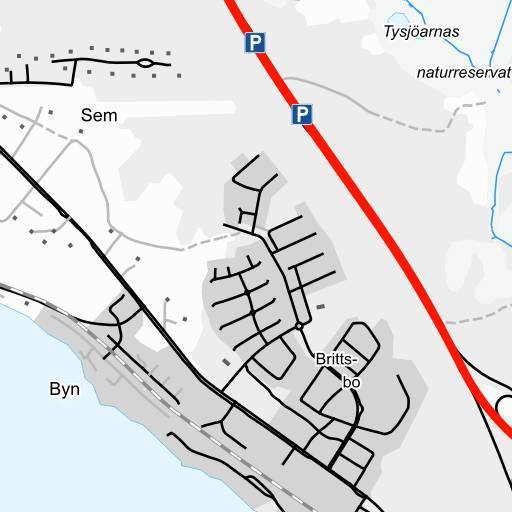 Tysjöarnas
naturreservat
P
P
Sem
Britts-
bo
Byn